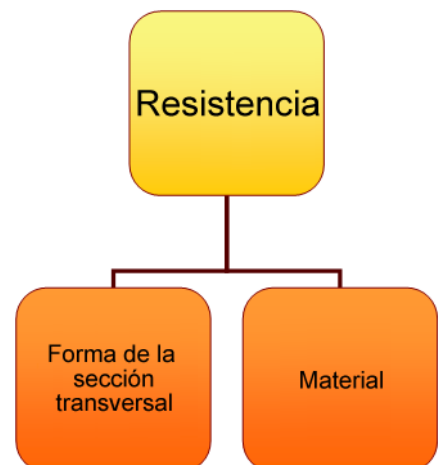 Resistencia
Forma de la
sección
transversal
Material